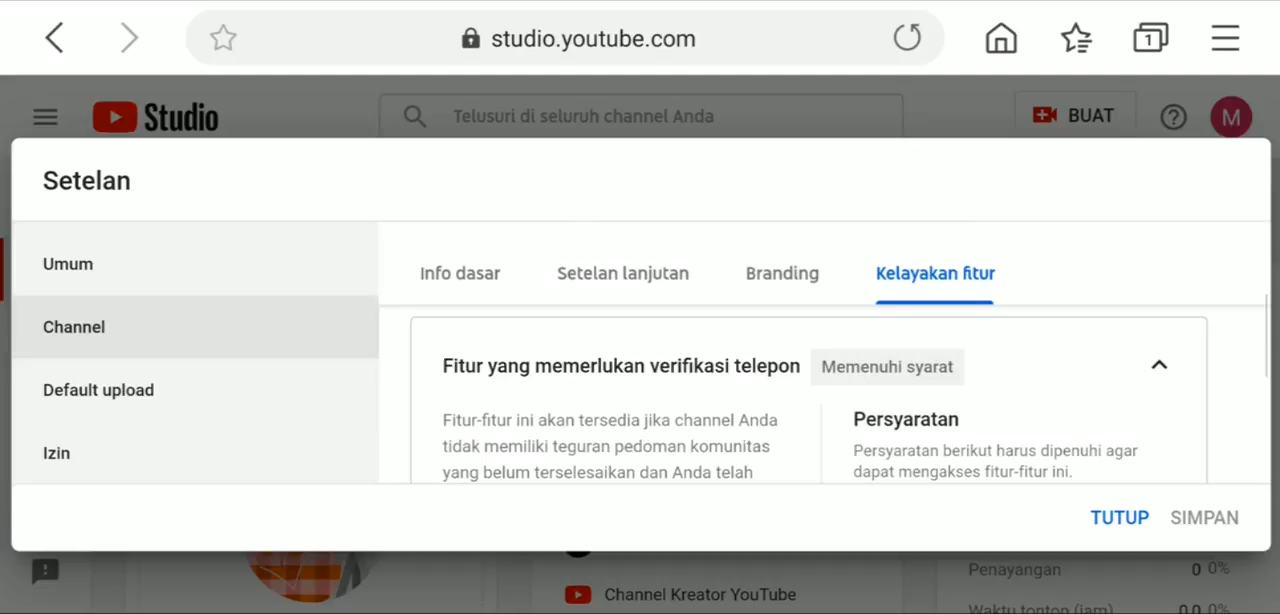 studio.youtube.com
1
Studio
Telusuri di seluruh channel Anda
BUAT
?
M
Setelan
Umum
Channel
Default upload
Izin
Info dasar
Setelan lanjutan
Branding
Kelayakan fitur
Fitur yang memerlukan verifikasi telepon
Memenuhi syarat
Fitur-fitur ini akan tersedia jika channel Anda
tidak memiliki teguran pedoman komunitas
yang belum terselesaikan dan Anda telah
Persyaratan
Persyaratan berikut harus dipenuhi agar
dapat mengakses fitur-fitur ini.
TUTUP
SIMPAN
Channel Kreator YouTube
Penayangan
0 0%
Waktu tonton (jam)
0,0 0%